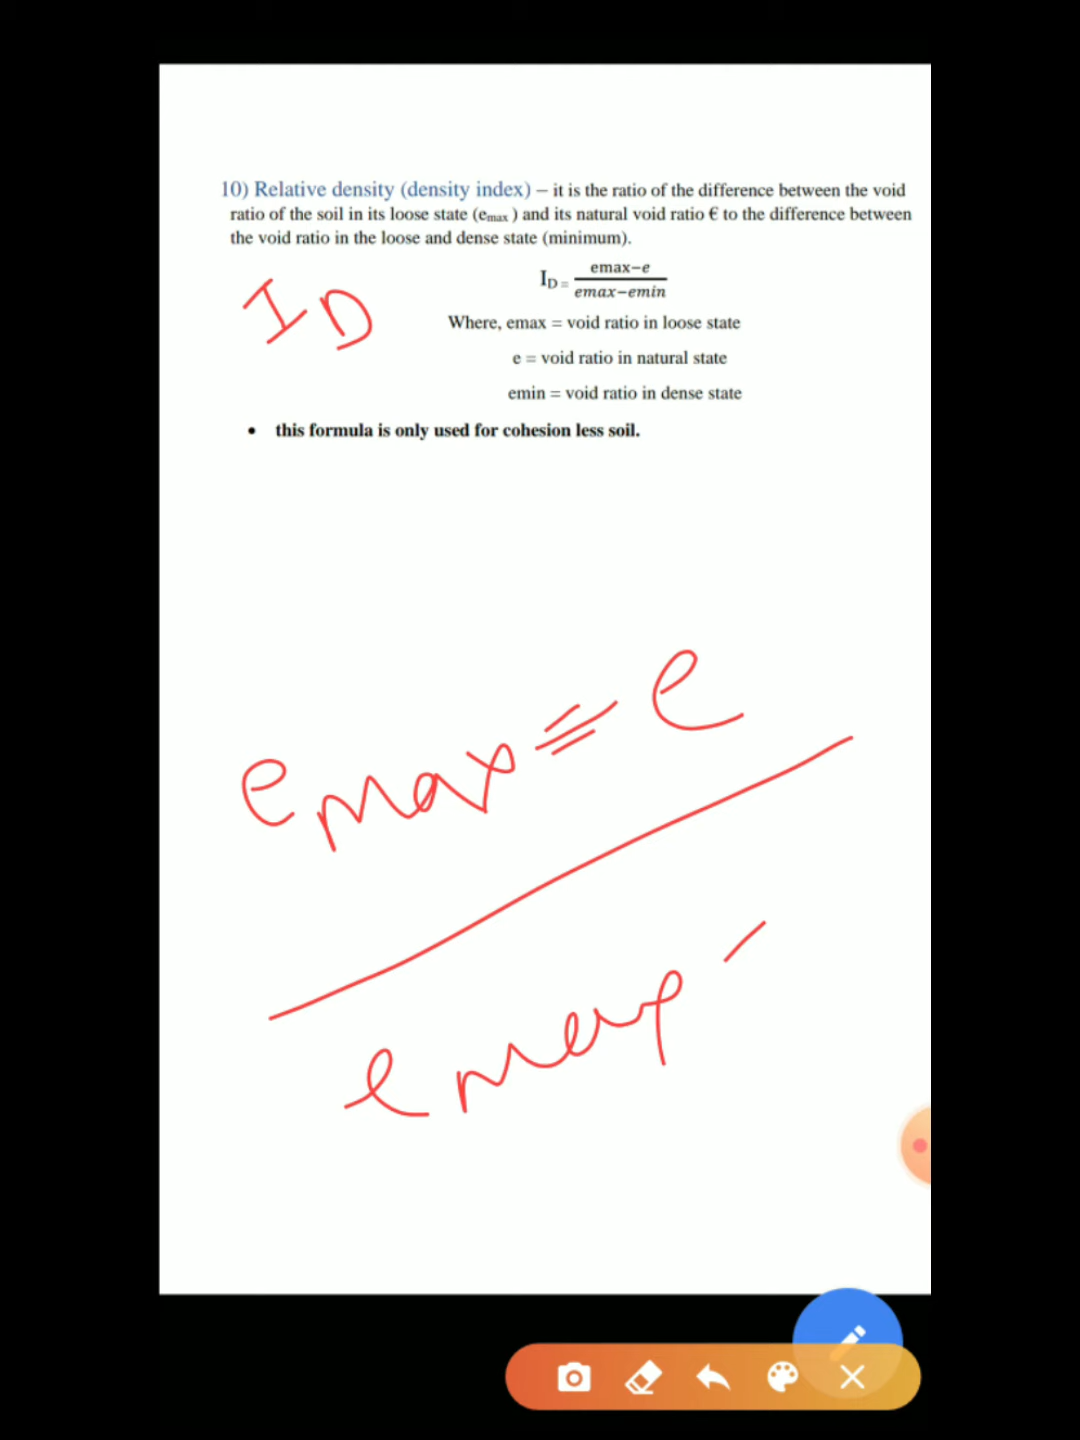 10) Relative density (density index) – it is the ratio of the difference between the void
ratio of the soil in its loose state (emax ) and its natural void ratio € to the difference between
the void ratio in the loose and dense state (minimum).
ID = emax−e
emax−emin
Where, emax = void ratio in loose state
e = void ratio in natural state
emin = void ratio in dense state
• this formula is only used for cohesion less soil.
ID
emax = e
emax -